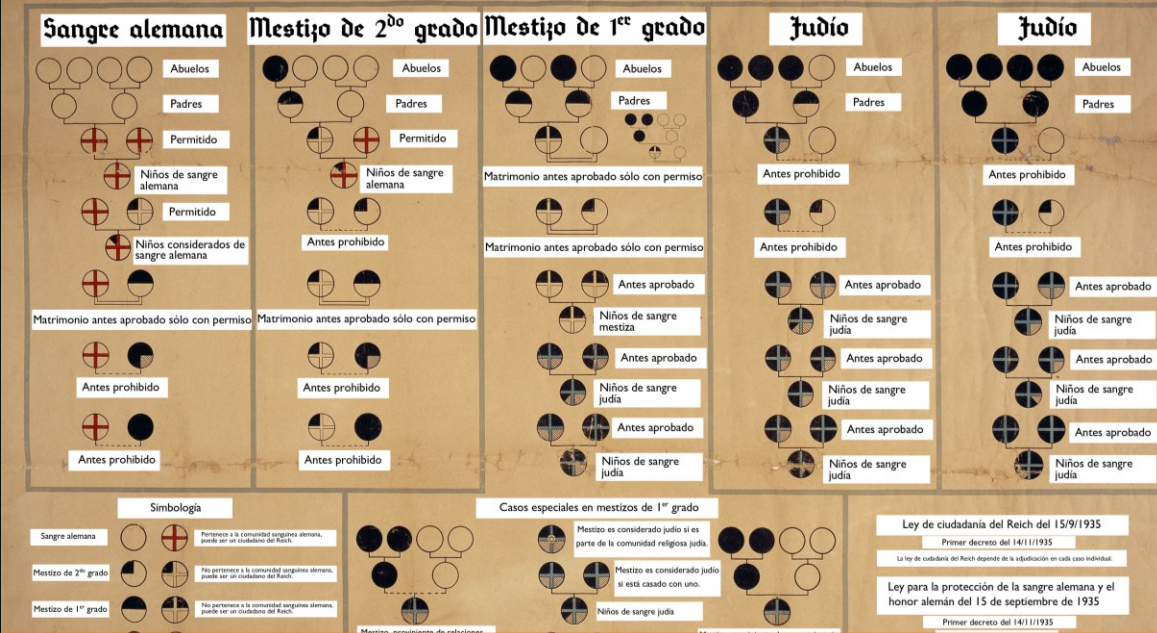 Sangre alemana
Abuelos
Padres
Permitido
Niños de sangre
alemana
Permitido
Niños considerados de
sangre alemana
Matrimonio antes aprobado sólo con permiso
Antes prohibido
Antes prohibido
Mestizo de 2do grado
Abuelos
Padres
Permitido
Niños de sangre
alemana
Antes prohibido
Matrimonio antes aprobado sólo con permiso
Antes prohibido
Antes prohibido
Mestizo de 1er grado
Abuelos
Padres
Matrimonio antes aprobado sólo con permiso
Matrimonio antes aprobado sólo con permiso
Antes aprobado
Niños de sangre
mestiza
Antes aprobado
Niños de sangre
judía
Antes aprobado
Niños de sangre
judía
Judío
Abuelos
Padres
Antes prohibido
Antes prohibido
Antes aprobado
Niños de sangre
judía
Antes aprobado
Niños de sangre
judía
Antes aprobado
Niños de sangre
judía
Judío
Abuelos
Padres
Antes prohibido
Antes prohibido
Antes aprobado
Niños de sangre
judía
Antes aprobado
Niños de sangre
judía
Antes aprobado
Niños de sangre
judía
Simbología
Sangre alemana
Pertenece a la comunidad sanguínea alemana,
puede ser un ciudadano del Reich.
Mestizo de 2do grado
No pertenece a la comunidad sanguínea alemana,
puede ser un ciudadano del Reich.
Mestizo de 1er grado
No pertenece a la comunidad sanguínea alemana,
puede ser un ciudadano del Reich.
Casos especiales en mestizos de 1er grado
Mestizo es considerado judío si es
parte de la comunidad religiosa judía.
Mestizo es considerado judío
si está casado con uno.
Niños de sangre judía
Mestizo, proviniente de relaciones
Ley de ciudadanía del Reich del 15/9/1935
Primer decreto del 14/11/1935
La ley de cudadanía del Reich depende de la adjudicación en cada caso individual.
Ley para la protección de la sangre alemana y el
honor alemán del 15 de septiembre de 1935
Primer decreto del 14/11/1935